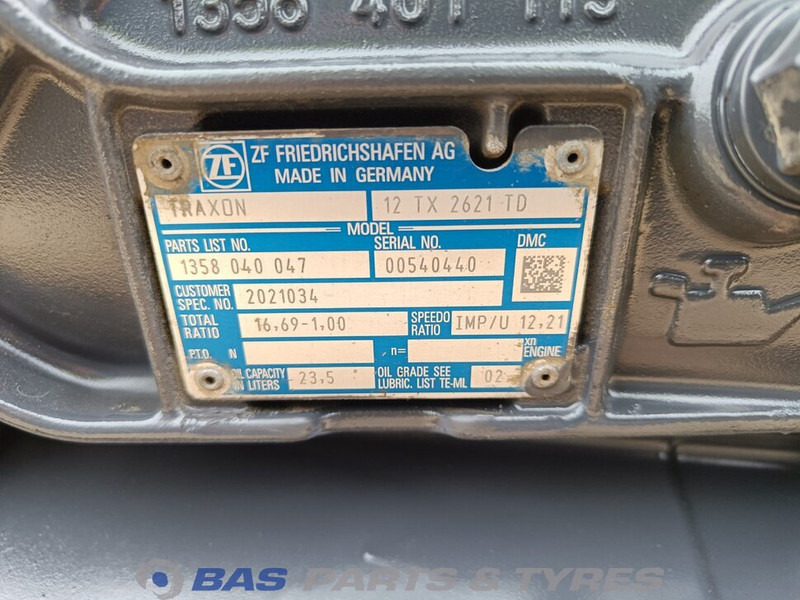 1356 401 115
ZF ZF FRIEDRICHSHAFEN AG
MADE IN GERMANY
TRAXON 12 TX 2621 TD
MODEL
PARTS LIST NO. SERIAL NO. DMC
1358 040 047 00540440
CUSTOMER SPEC. NO. 2021034
TOTAL RATIO 16,69-1,00 SPEEDO RATIO IMP/U 12,21
P.T.O. N n= xn ENGINE
OIL CAPACITY IN LITERS 23,5 OIL GRADE SEE LUBRIC. LIST TE-ML 02
BAS PARTS & TYRES